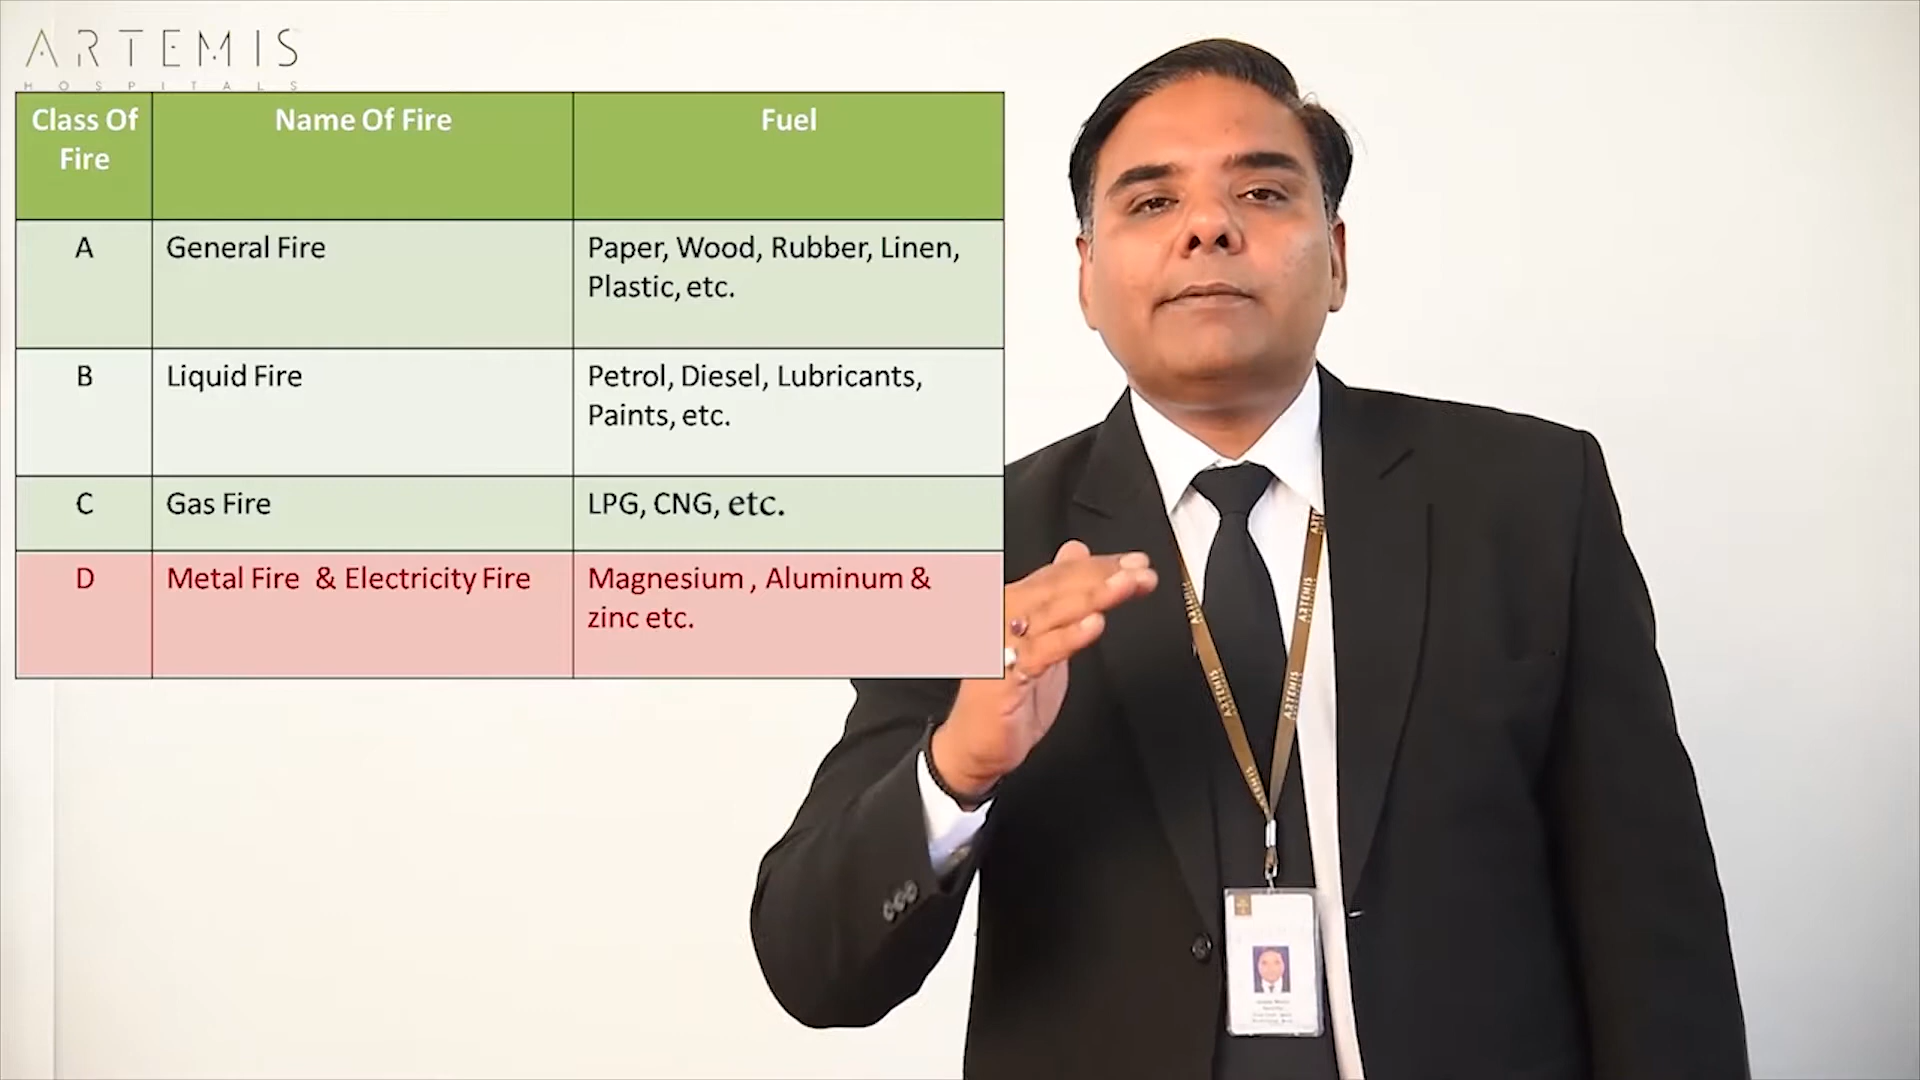 ARTEMIS
HOSPITALS
Class Of
Fire
Name Of Fire
Fuel
A
General Fire
Paper, Wood, Rubber, Linen,
Plastic, etc.
B
Liquid Fire
Petrol, Diesel, Lubricants,
Paints, etc.
C
Gas Fire
LPG, CNG, etc.
D
Metal Fire & Electricity Fire
Magnesium , Aluminum &
zinc etc.
ARTEMIS
ARTEMIS
ARTEMIS
ARTEMIS
ARTEMIS